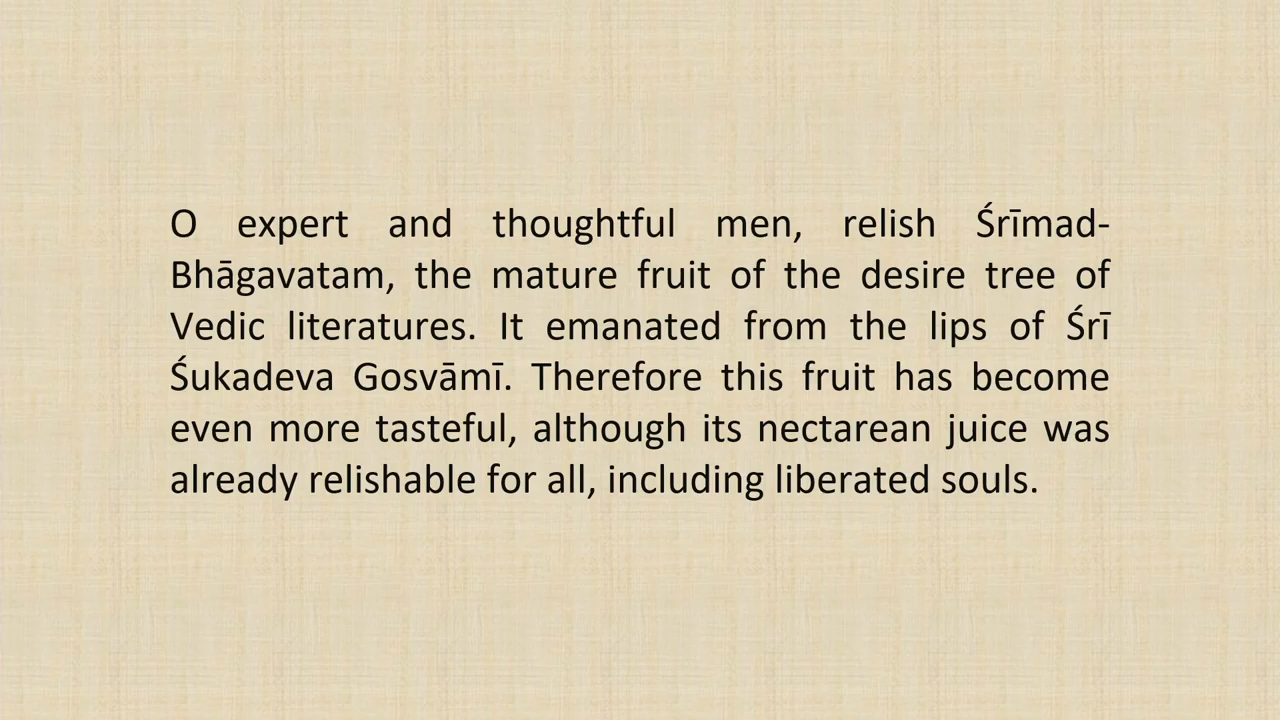 O expert and thoughtful men, relish Śrīmad-
Bhāgavatam, the mature fruit of the desire tree of
Vedic literatures. It emanated from the lips of Śrī
Śukadeva Gosvāmī. Therefore this fruit has become
even more tasteful, although its nectarean juice was
already relishable for all, including liberated souls.